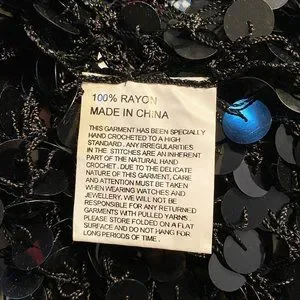 100% RAYON
MADE IN CHINA
THIS GARMENT HAS BEEN SPECIALLY
HAND CROCHETED TO A HIGH
STANDARD. ANY IRREGULARITIES
IN THE STITCHES ARE AN INHERENT
PART OF THE NATURAL HAND
CROCHET. DUE TO THE DELICATE
NATURE OF THIS GARMENT, CARE
AND ATTENTION MUST BE TAKEN
WHEN WEARING WATCHES AND
JEWELLERY. WE WILL NOT BE
RESPONSIBLE FOR ANY RETURNED
GARMENTS WITH PULLED YARNS.
PLEASE STORE FOLDED ON A FLAT
SURFACE AND DO NOT HANG FOR
LONG PERIODS OF TIME.